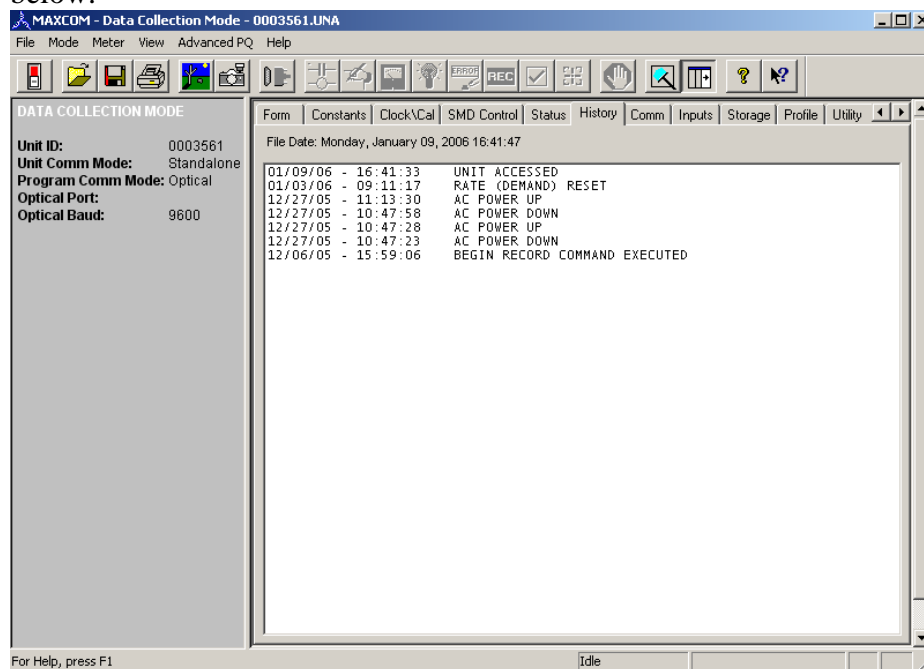 below:
MAXCOM - Data Collection Mode - 0003561.UNA
File Mode Meter View Advanced PQ Help
ERROR REC
DATA COLLECTION MODE
Unit ID: 0003561
Unit Comm Mode: Standalone
Program Comm Mode: Optical
Optical Port:
Optical Baud: 9600
Form Constants Clock\Cal SMD Control Status History Comm Inputs Storage Profile Utility
File Date: Monday, January 09, 2006 16:41:47
01/09/06 - 16:41:33 UNIT ACCESSED
01/03/06 - 09:11:17 RATE (DEMAND) RESET
12/27/05 - 11:13:30 AC POWER UP
12/27/05 - 10:47:58 AC POWER DOWN
12/27/05 - 10:47:28 AC POWER UP
12/27/05 - 10:47:23 AC POWER DOWN
12/06/05 - 15:59:06 BEGIN RECORD COMMAND EXECUTED
For Help, press F1
Idle